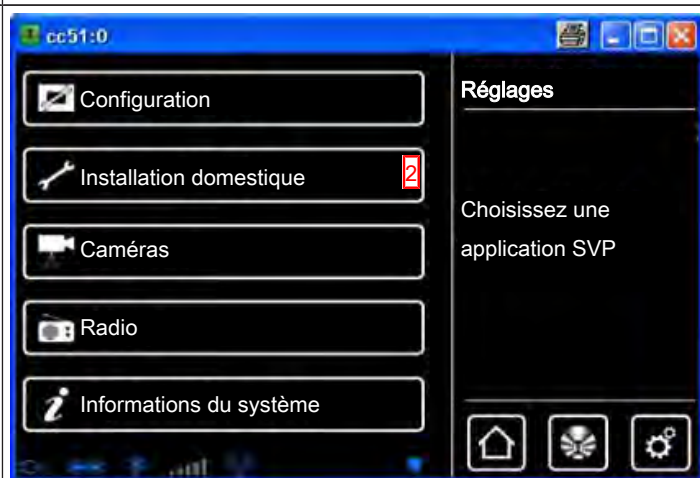 cc51:0
Configuration
Installation domestique 2
Caméras
Radio
Informations du système
Réglages
Choisissez une
application SVP